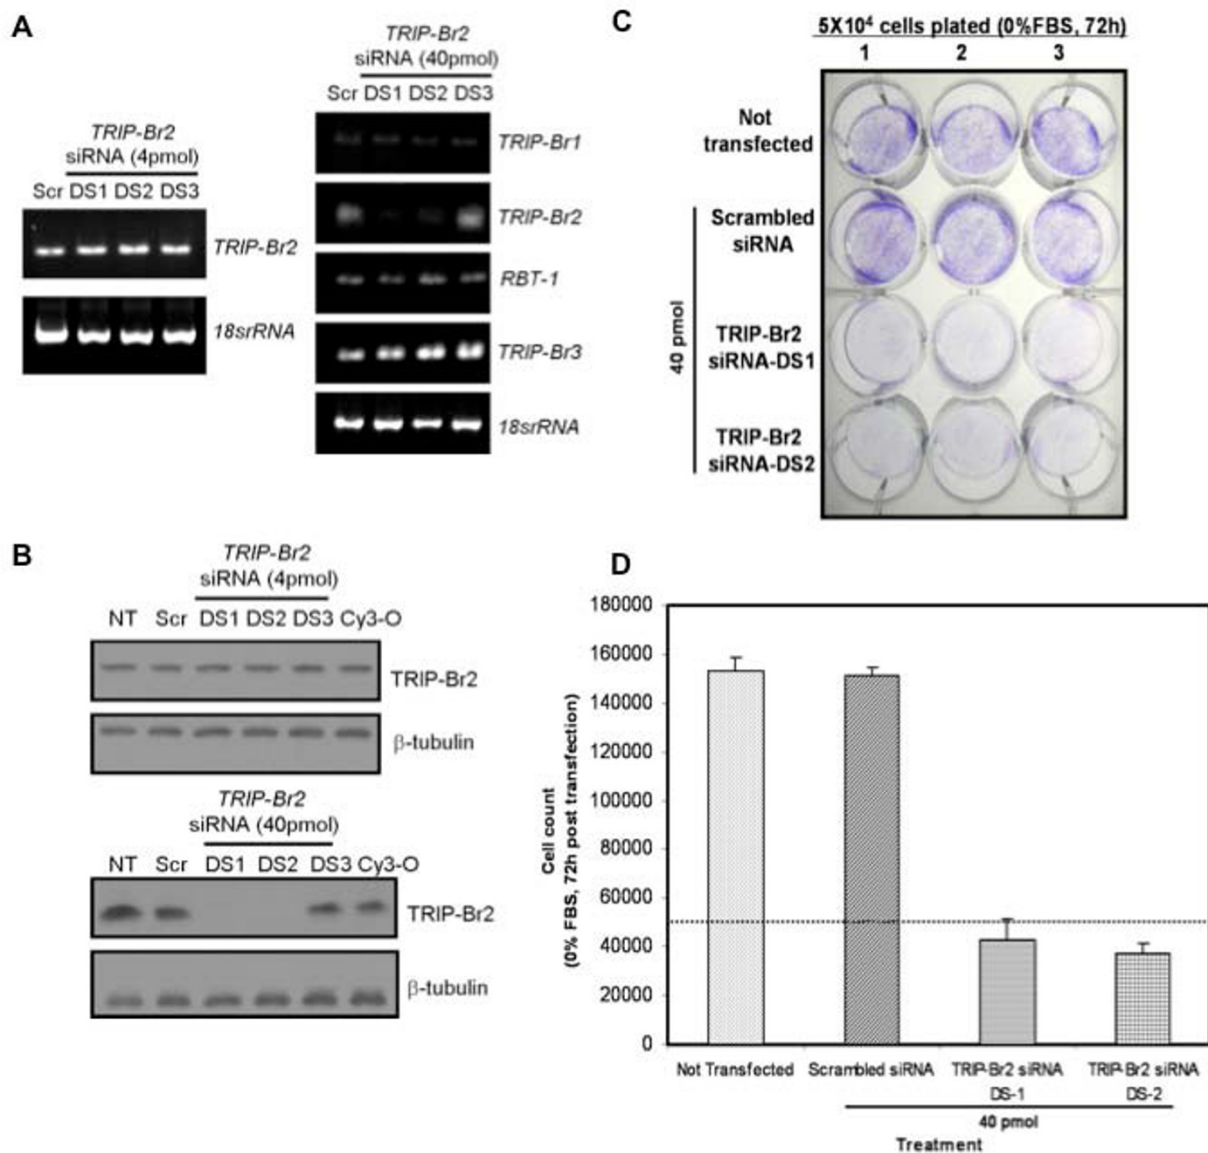 A
TRIP-Br2
siRNA (4pmol)
Scr DS1 DS2 DS3
TRIP-Br2
18srRNA
TRIP-Br2
siRNA (40pmol)
Scr DS1 DS2 DS3
TRIP-Br1
TRIP-Br2
RBT-1
TRIP-Br3
18srRNA
B
TRIP-Br2
siRNA (4pmol)
NT Scr DS1 DS2 DS3 Cy3-O
TRIP-Br2
β-tubulin
TRIP-Br2
siRNA (40pmol)
NT Scr DS1 DS2 DS3 Cy3-O
TRIP-Br2
β-tubulin
C
5X10⁴ cells plated (0%FBS, 72h)
1 2 3
Not
transfected
Scrambled
siRNA
TRIP-Br2
siRNA-DS1
TRIP-Br2
siRNA-DS2
40 pmol
D
Cell count
(0% FBS, 72h post transfection)
180000
160000
140000
120000
100000
80000
60000
40000
20000
0
Not Transfected Scrambled siRNA TRIP-Br2 siRNA TRIP-Br2 siRNA
DS-1 DS-2
40 pmol
Treatment